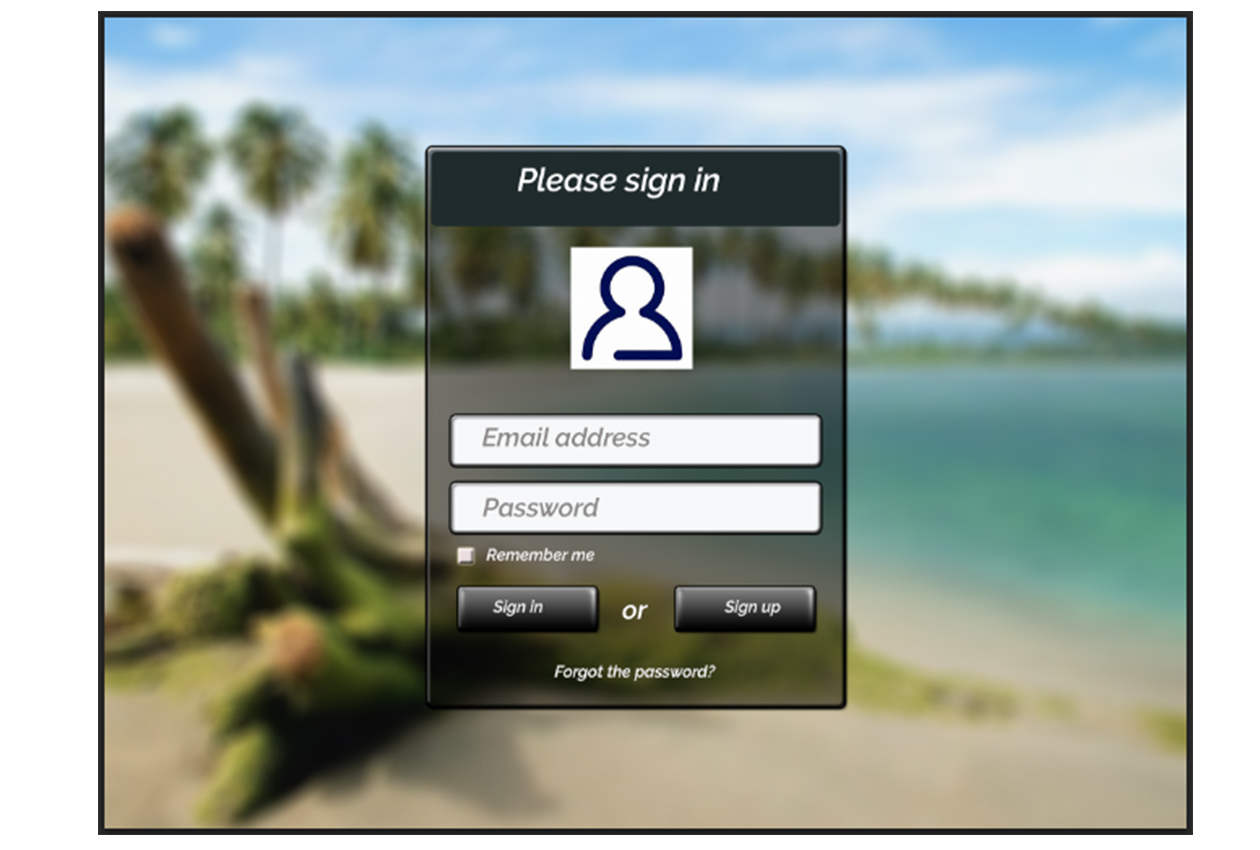 Please sign in
Email address
Password
Remember me
Sign in or Sign up
Forgot the password?